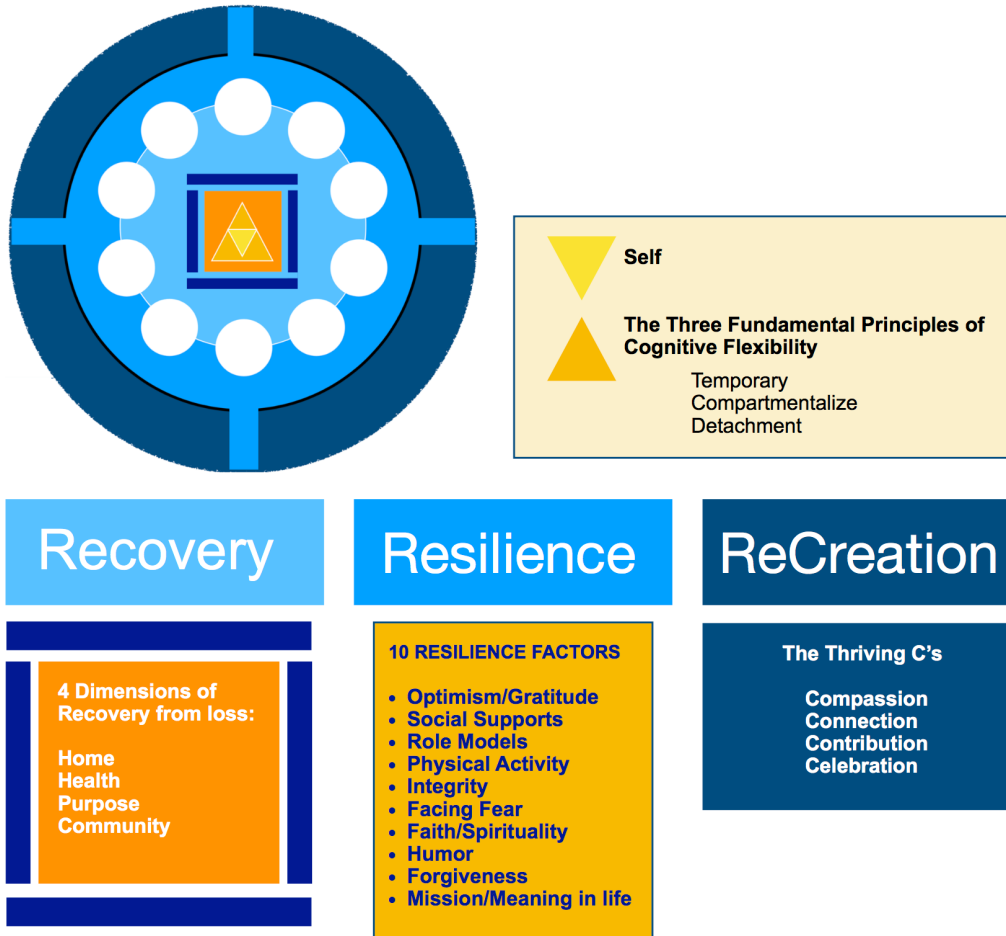 Self
The Three Fundamental Principles of
Cognitive Flexibility
Temporary
Compartmentalize
Detachment
Recovery
Resilience
ReCreation
4 Dimensions of
Recovery from loss:
Home
Health
Purpose
Community
10 RESILIENCE FACTORS
• Optimism/Gratitude
• Social Supports
• Role Models
• Physical Activity
• Integrity
• Facing Fear
• Faith/Spirituality
• Humor
• Forgiveness
• Mission/Meaning in life
The Thriving C's
Compassion
Connection
Contribution
Celebration